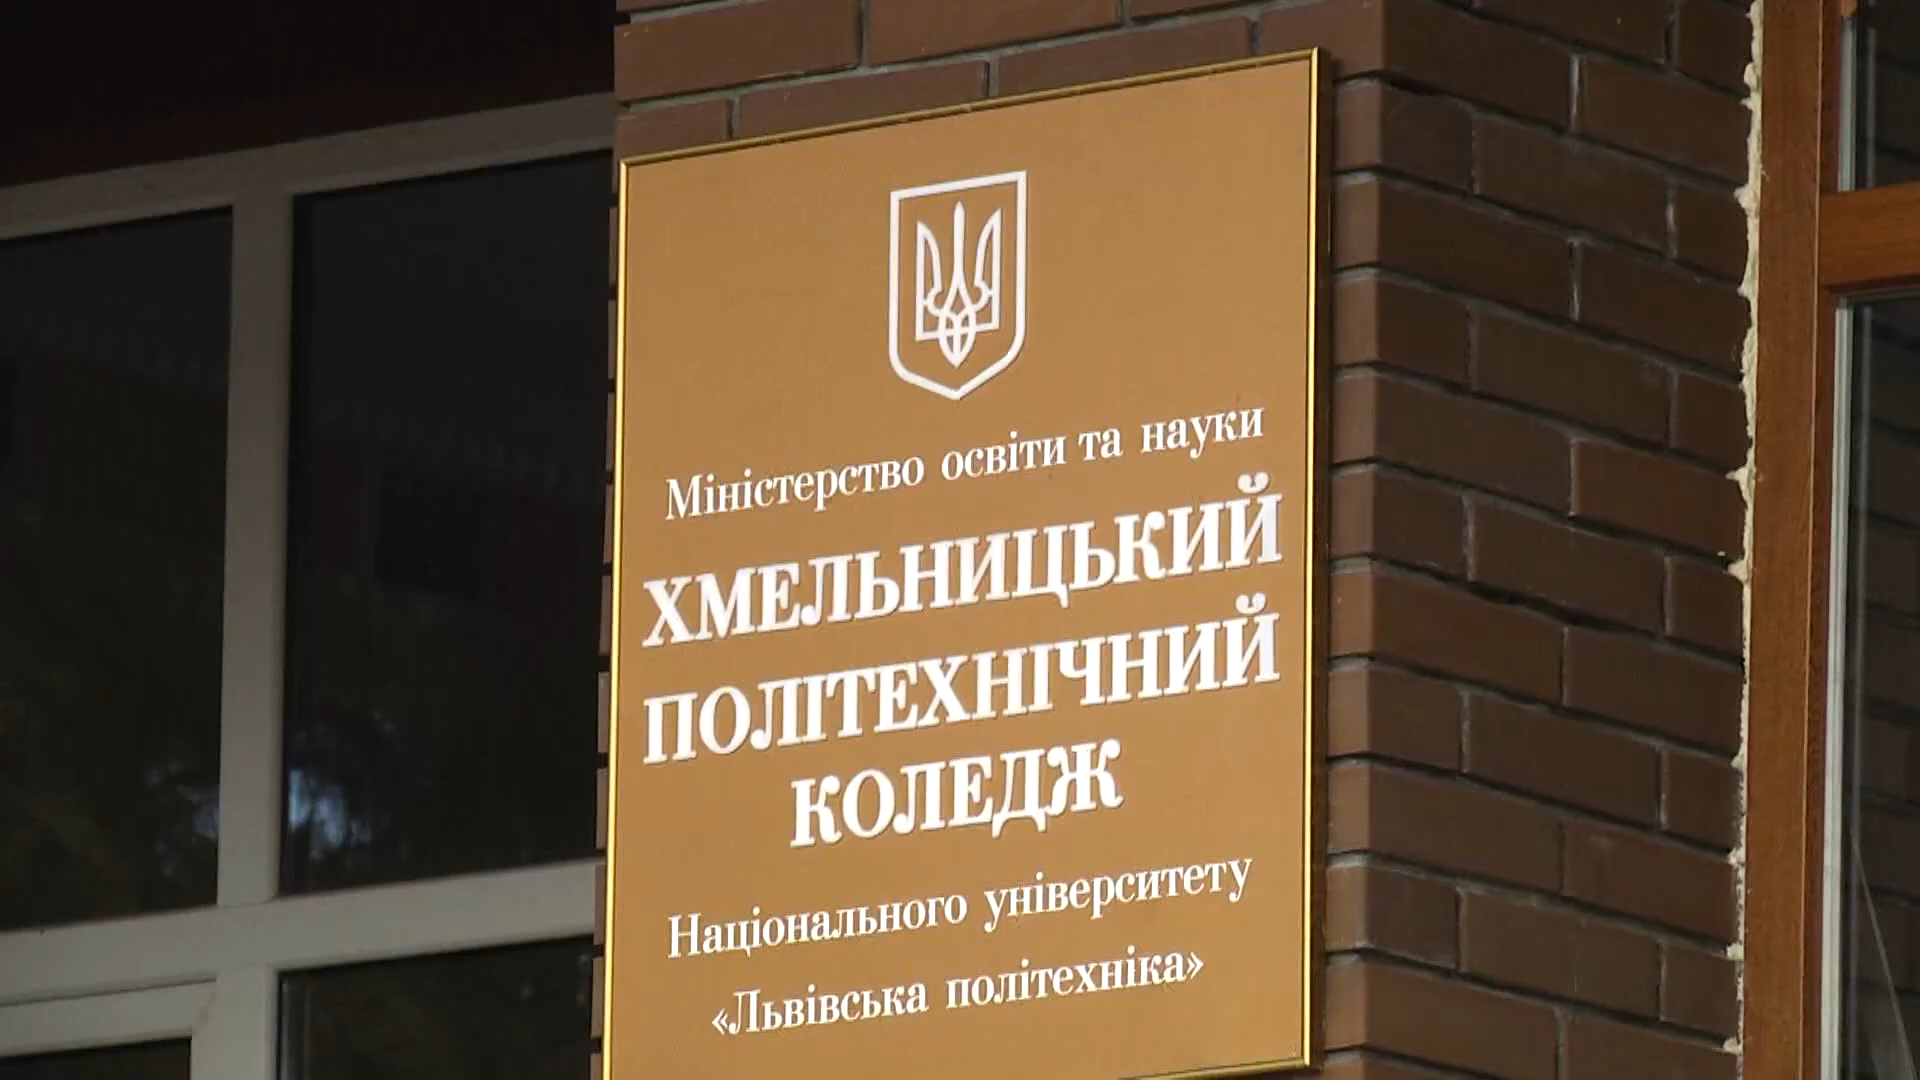 Міністерство освіти та науки
ХМЕЛЬНИЦЬКИЙ
ПОЛІТЕХНІЧНИЙ
КОЛЕДЖ
Національного університету
«Львівська політехніка»